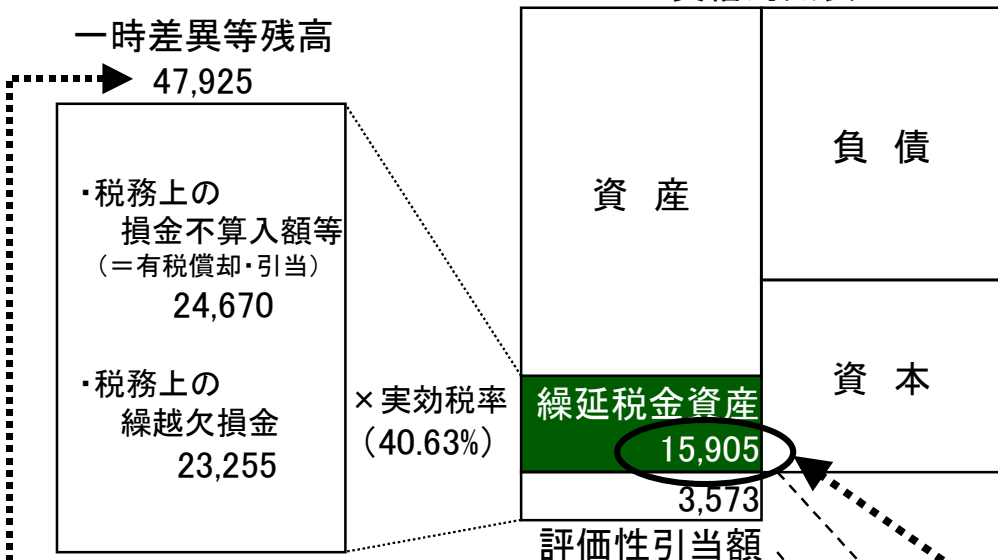 一時差異等残高
47,925
・税務上の
損金不算入額等
（＝有税償却・引当）
24,670
・税務上の
繰越欠損金
23,255
×実効税率
（40.63%）
資 産
負 債
資 本
繰延税金資産
15,905
3,573
評価性引当額